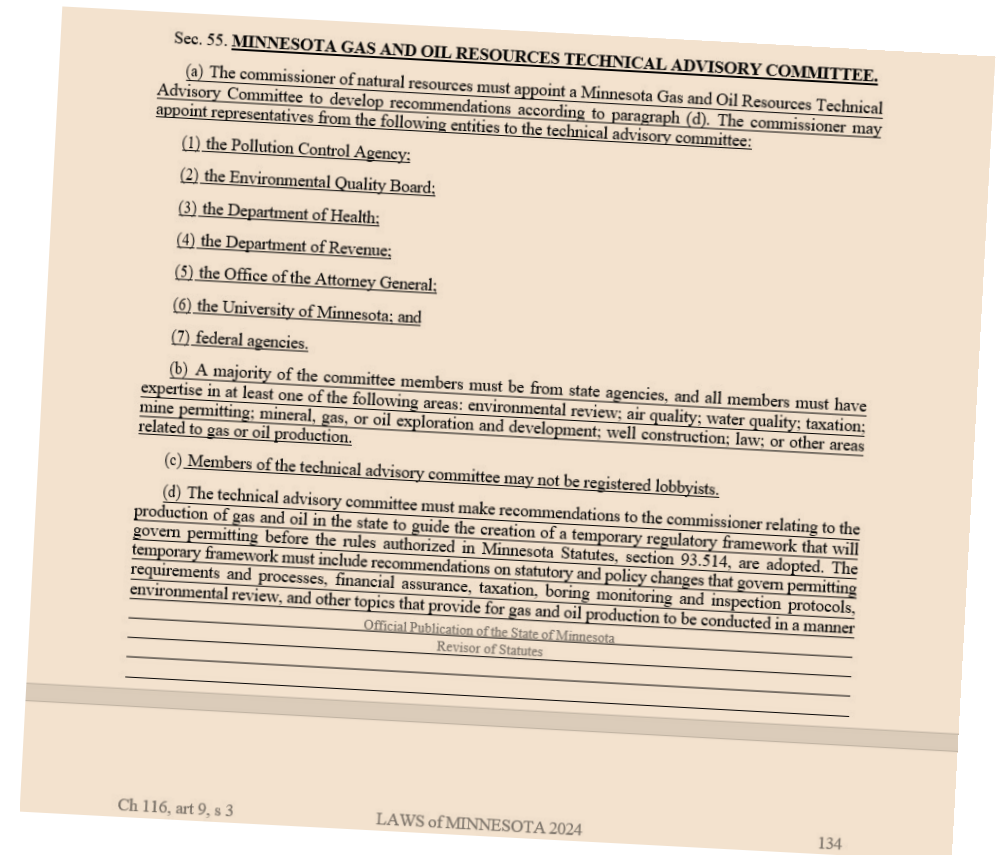 Sec. 55. MINNESOTA GAS AND OIL RESOURCES TECHNICAL ADVISORY COMMITTEE.
(a) The commissioner of natural resources must appoint a Minnesota Gas and Oil Resources Technical
Advisory Committee to develop recommendations according to paragraph (d). The commissioner may
appoint representatives from the following entities to the technical advisory committee:
(1) the Pollution Control Agency;
(2) the Environmental Quality Board;
(3) the Department of Health;
(4) the Department of Revenue;
(5) the Office of the Attorney General;
(6) the University of Minnesota; and
(7) federal agencies.
(b) A majority of the committee members must be from state agencies, and all members must have
expertise in at least one of the following areas: environmental review; air quality; water quality; taxation;
mine permitting; mineral, gas, or oil exploration and development; well construction; law; or other areas
related to gas or oil production.
(c) Members of the technical advisory committee may not be registered lobbyists.
(d) The technical advisory committee must make recommendations to the commissioner relating to the
production of gas and oil in the state to guide the creation of a temporary regulatory framework that will
govern permitting before the rules authorized in Minnesota Statutes, section 93.514, are adopted. The
temporary framework must include recommendations on statutory and policy changes that govern permitting
requirements and processes, financial assurance, taxation, boring monitoring and inspection protocols,
environmental review, and other topics that provide for gas and oil production to be conducted in a manner
Official Publication of the State of Minnesota
Revisor of Statutes
Ch 116, art 9, s 3
LAWS of MINNESOTA 2024
134